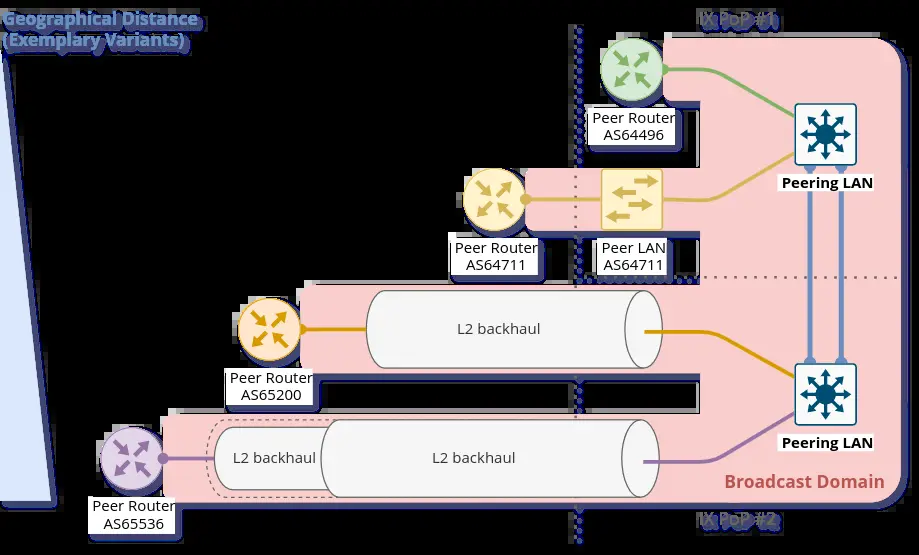 Geographical Distance
(Exemplary Variants)
IX PoP #1
Peer Router
AS64496
Peering LAN
Peer Router
AS64711
Peer LAN
AS64711
L2 backhaul
Peer Router
AS65200
Peering LAN
L2 backhaul
L2 backhaul
Broadcast Domain
Peer Router
AS65536
IX PoP #2